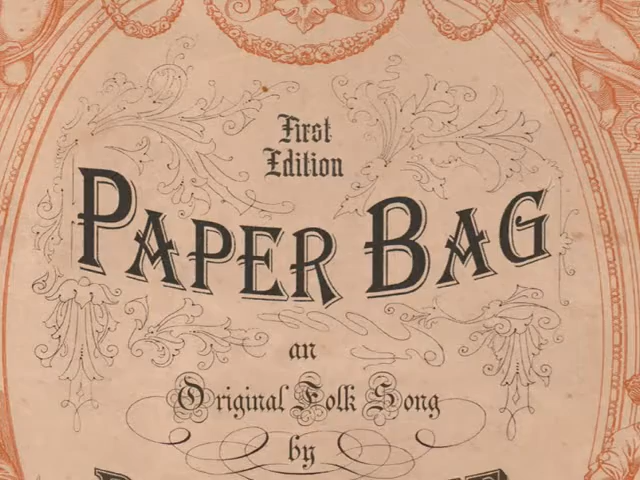 First
Edition
PAPER BAG
an
Original Folk Song
by